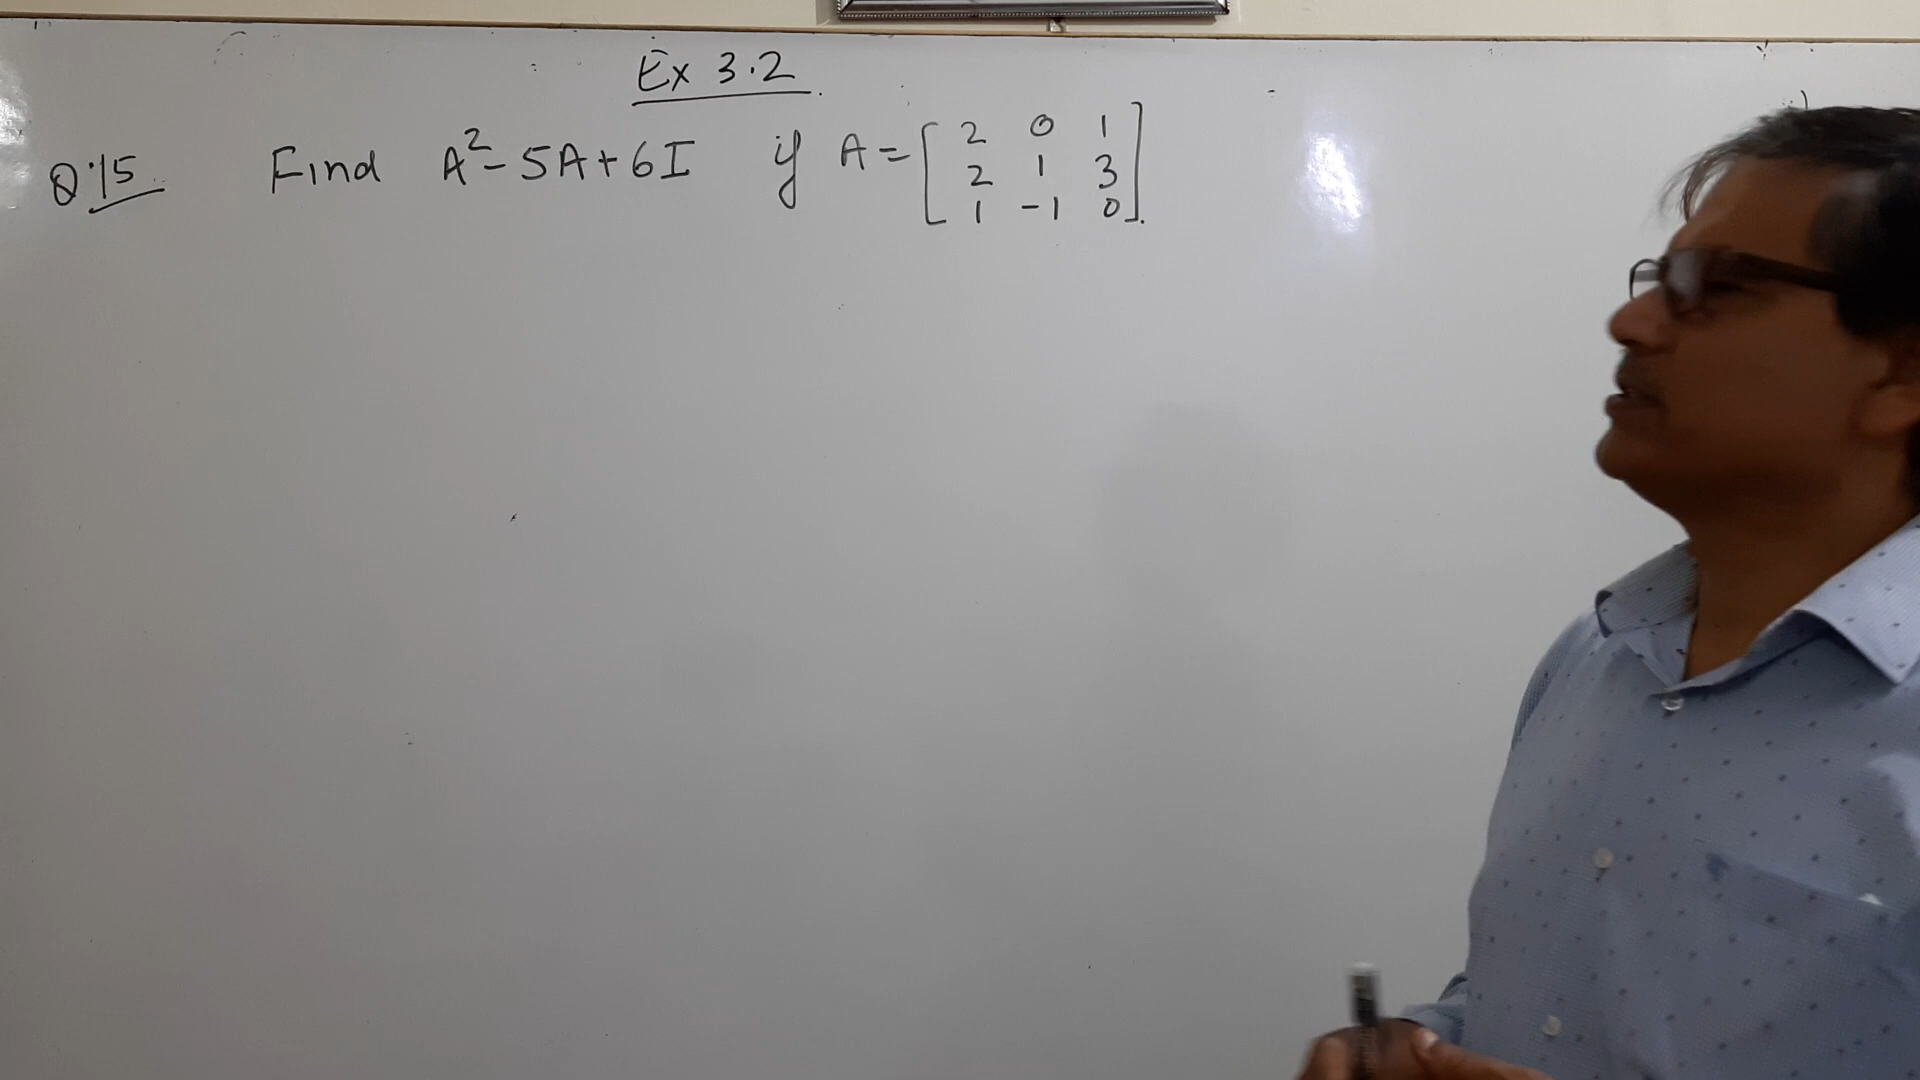 Ex 3.2
Q.15 Find A²-5A+6I if A = [2 0 1
2 1 3
1 -1 0].